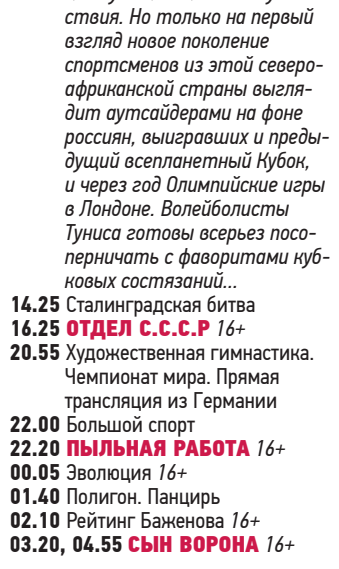 ствия. Но только на первый
взгляд новое поколение
спортсменов из этой северо-
африканской страны выгля-
дит аутсайдерами на фоне
россиян, выигравших и преды-
дущий всепланетный Кубок,
и через год Олимпийские игры
в Лондоне. Волейболисты
Туниса готовы всерьез посо-
перничать с фаворитами куб-
ковых состязаний...
14.25 Сталинградская битва
16.25 ОТДЕЛ С.С.С.Р 16+
20.55 Художественная гимнастика.
Чемпионат мира. Прямая
трансляция из Германии
22.00 Большой спорт
22.20 ПЫЛЬНАЯ РАБОТА 16+
00.05 Эволюция 16+
01.40 Полигон. Панцирь
02.10 Рейтинг Баженова 16+
03.20, 04.55 СЫН ВОРОНА 16+